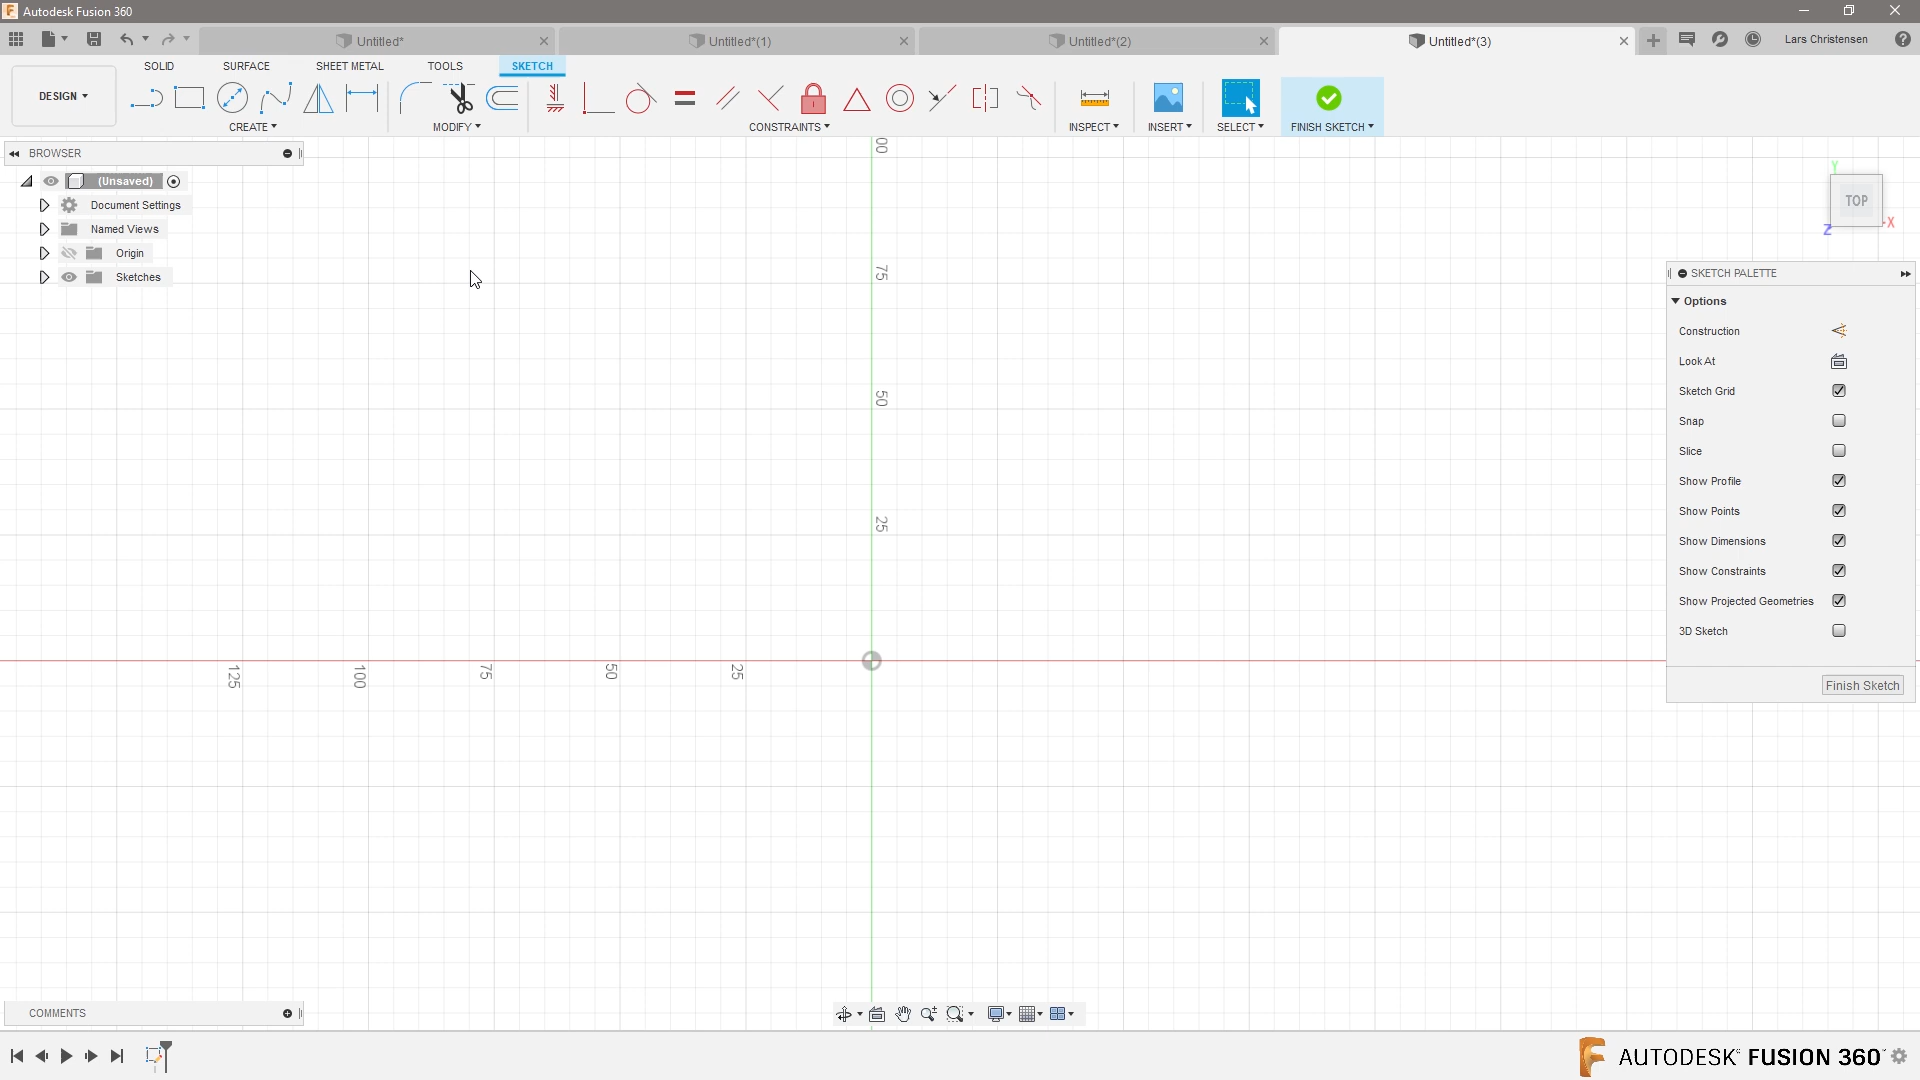 Autodesk Fusion 360
Untitled*
Untitled*(1)
Untitled*(2)
Untitled*(3)
Lars Christensen
SOLID
SURFACE
SHEET METAL
TOOLS
SKETCH
DESIGN
CREATE
MODIFY
CONSTRAINTS
INSPECT
INSERT
SELECT
FINISH SKETCH
BROWSER
(Unsaved)
Document Settings
Named Views
Origin
Sketches
00
75
50
25
125
100
75
50
25
Y
TOP
X
Z
SKETCH PALETTE
Options
Construction
Look At
Sketch Grid
Snap
Slice
Show Profile
Show Points
Show Dimensions
Show Constraints
Show Projected Geometries
3D Sketch
Finish Sketch
COMMENTS
AUTODESK FUSION 360